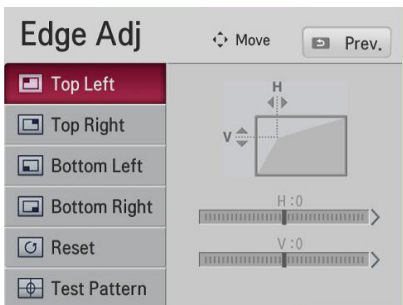 Edge Adj
Move
Prev.
Top Left
Top Right
Bottom Left
Bottom Right
Reset
Test Pattern
H
V
H :0
V :0